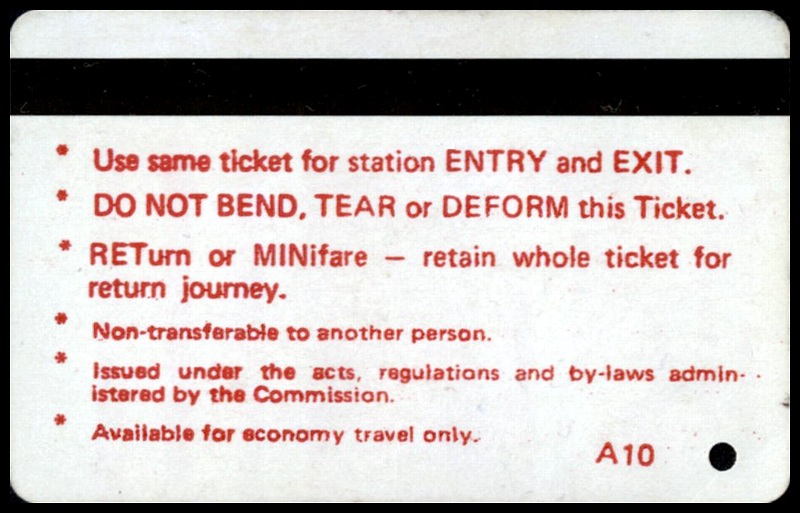 * Use same ticket for station ENTRY and EXIT.
* DO NOT BEND, TEAR or DEFORM this Ticket.
* RETurn or MINifare — retain whole ticket for
return journey.
* Non-transferable to another person.
* Issued under the acts, regulations and by-laws admin-
istered by the Commission.
* Available for economy travel only.
A10